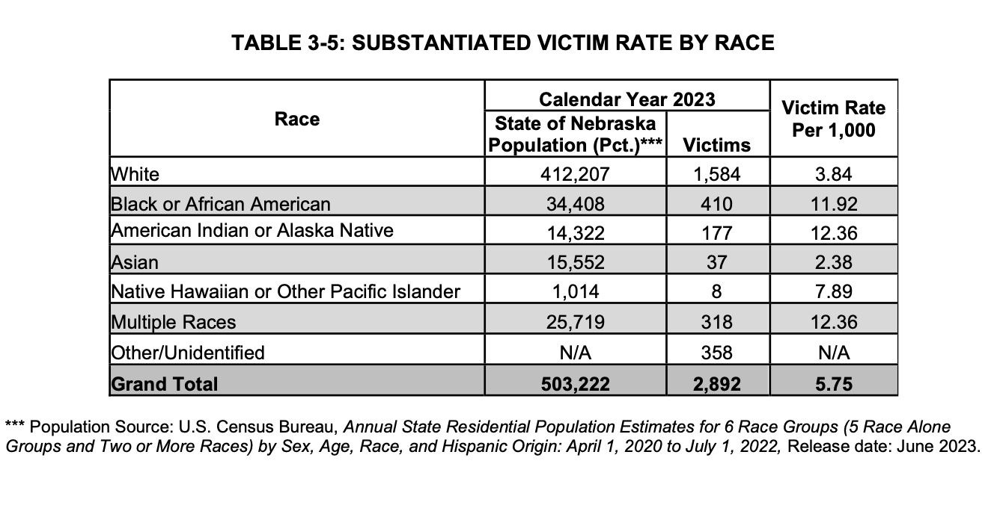 TABLE 3-5: SUBSTANTIATED VICTIM RATE BY RACE
Race
Calendar Year 2023
Victim Rate
Per 1,000
State of Nebraska
Population (Pct.)***
Victims
White 412,207 1,584 3.84
Black or African American 34,408 410 11.92
American Indian or Alaska Native 14,322 177 12.36
Asian 15,552 37 2.38
Native Hawaiian or Other Pacific Islander 1,014 8 7.89
Multiple Races 25,719 318 12.36
Other/Unidentified N/A 358 N/A
Grand Total 503,222 2,892 5.75
*** Population Source: U.S. Census Bureau, Annual State Residential Population Estimates for 6 Race Groups (5 Race Alone
Groups and Two or More Races) by Sex, Age, Race, and Hispanic Origin: April 1, 2020 to July 1, 2022, Release date: June 2023.